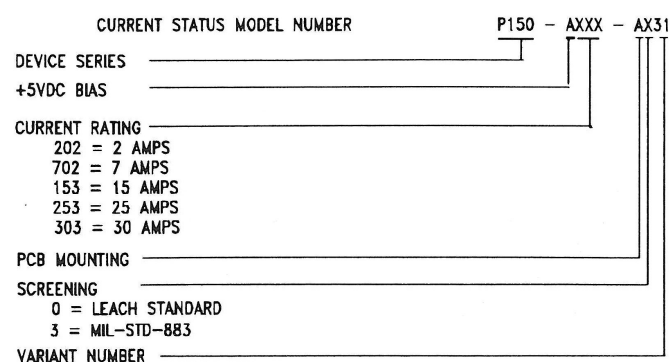 CURRENT STATUS MODEL NUMBER P150 - AXXX - AX31
DEVICE SERIES
+5VDC BIAS
CURRENT RATING
202 = 2 AMPS
702 = 7 AMPS
153 = 15 AMPS
253 = 25 AMPS
303 = 30 AMPS
PCB MOUNTING
SCREENING
0 = LEACH STANDARD
3 = MIL-STD-883
VARIANT NUMBER